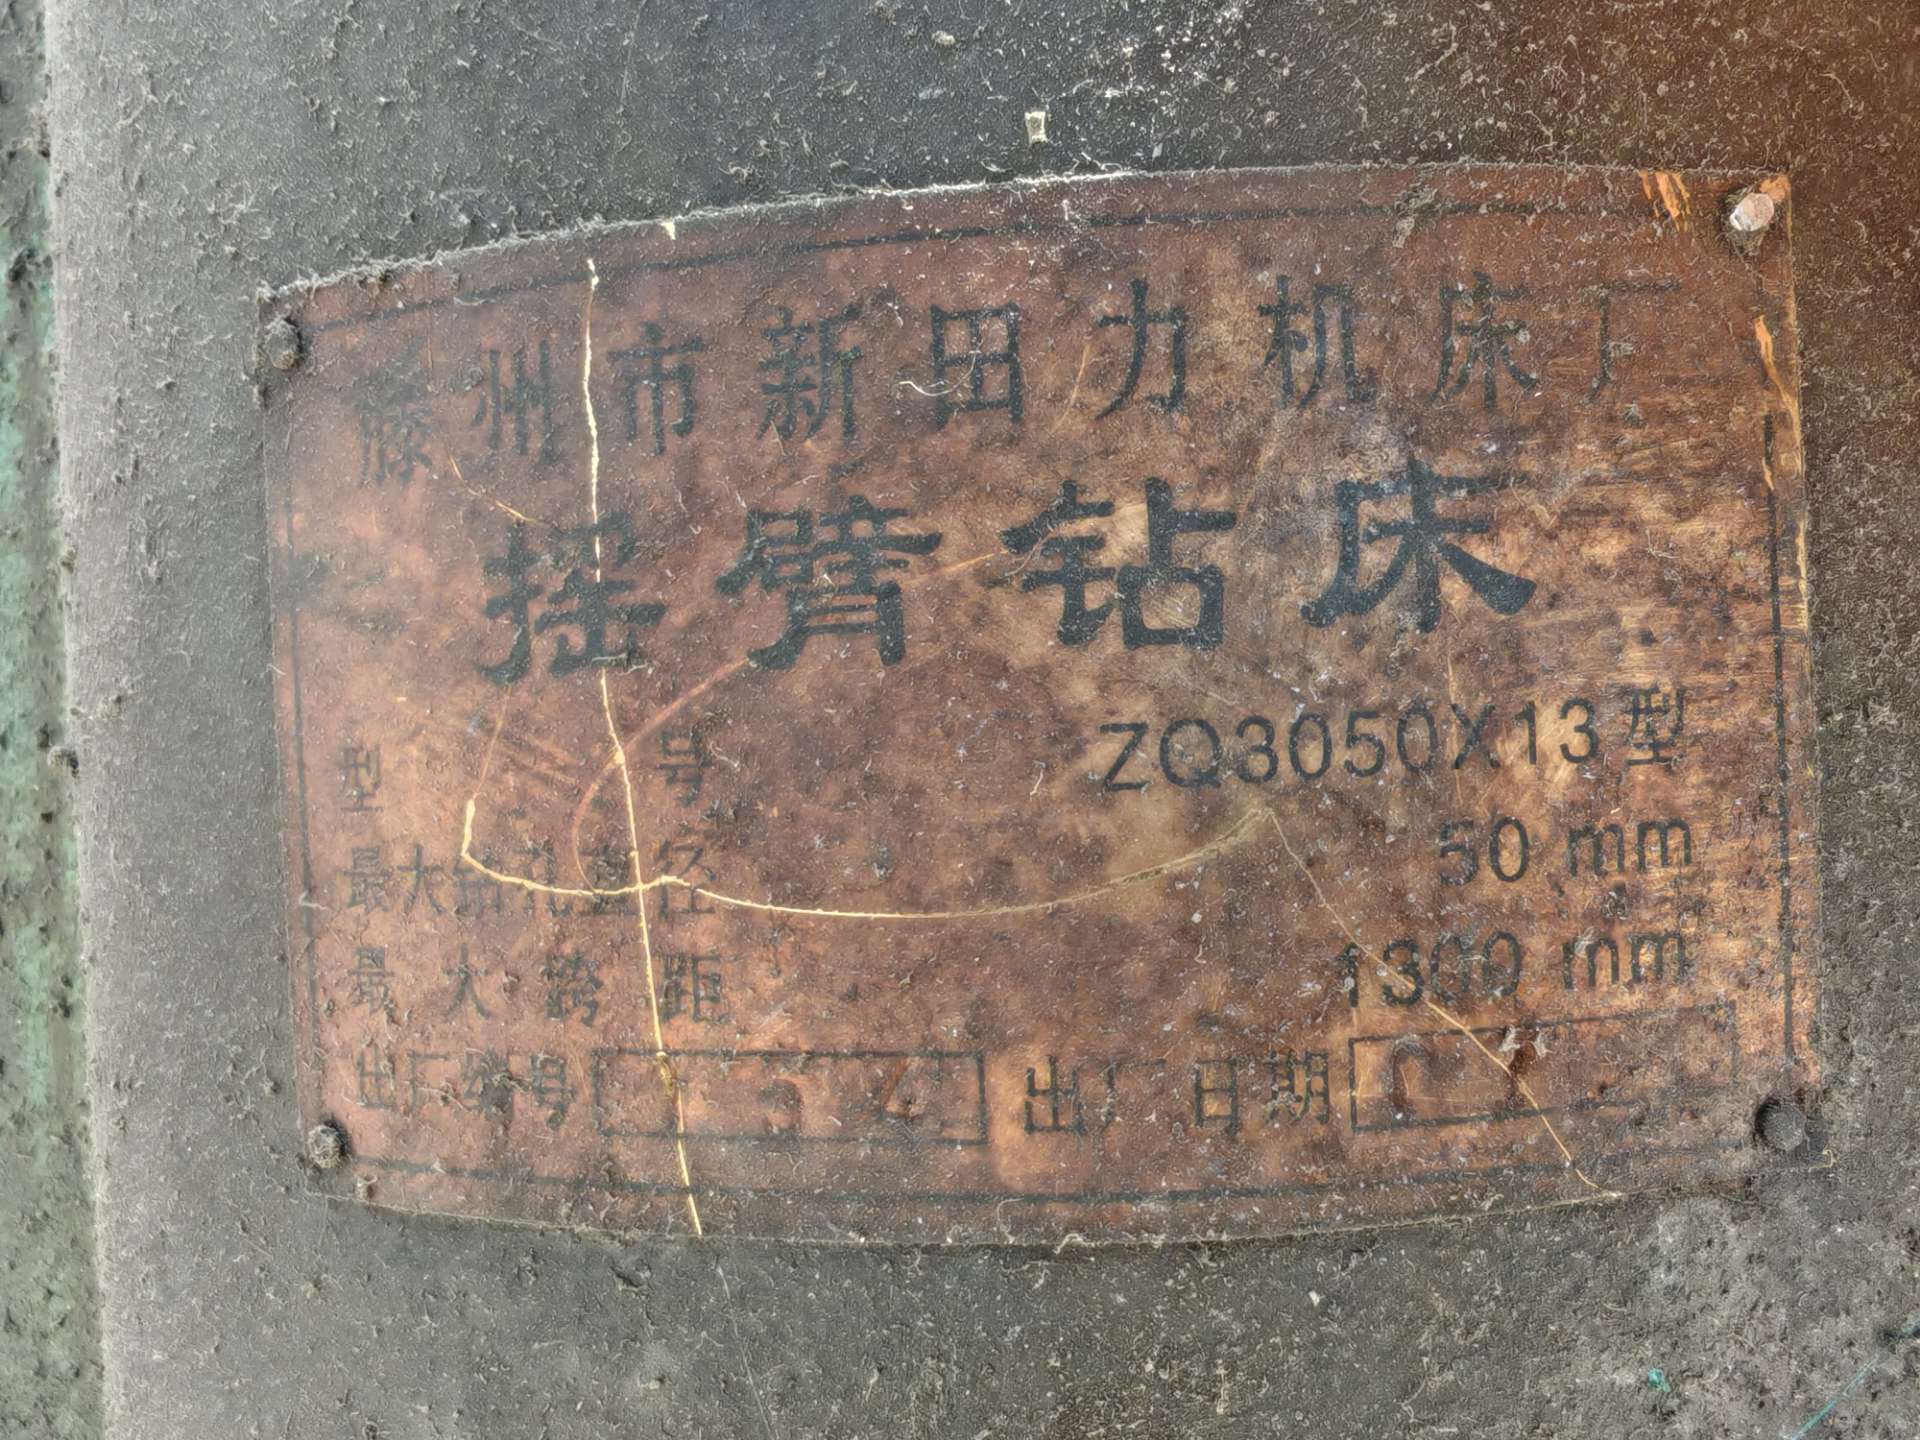 滕州市新田力机床厂
摇臂钻床
型号 ZQ3050X13型
最大钻孔直径 50 mm
最大跨距 1300 mm
出厂编号 出厂日期